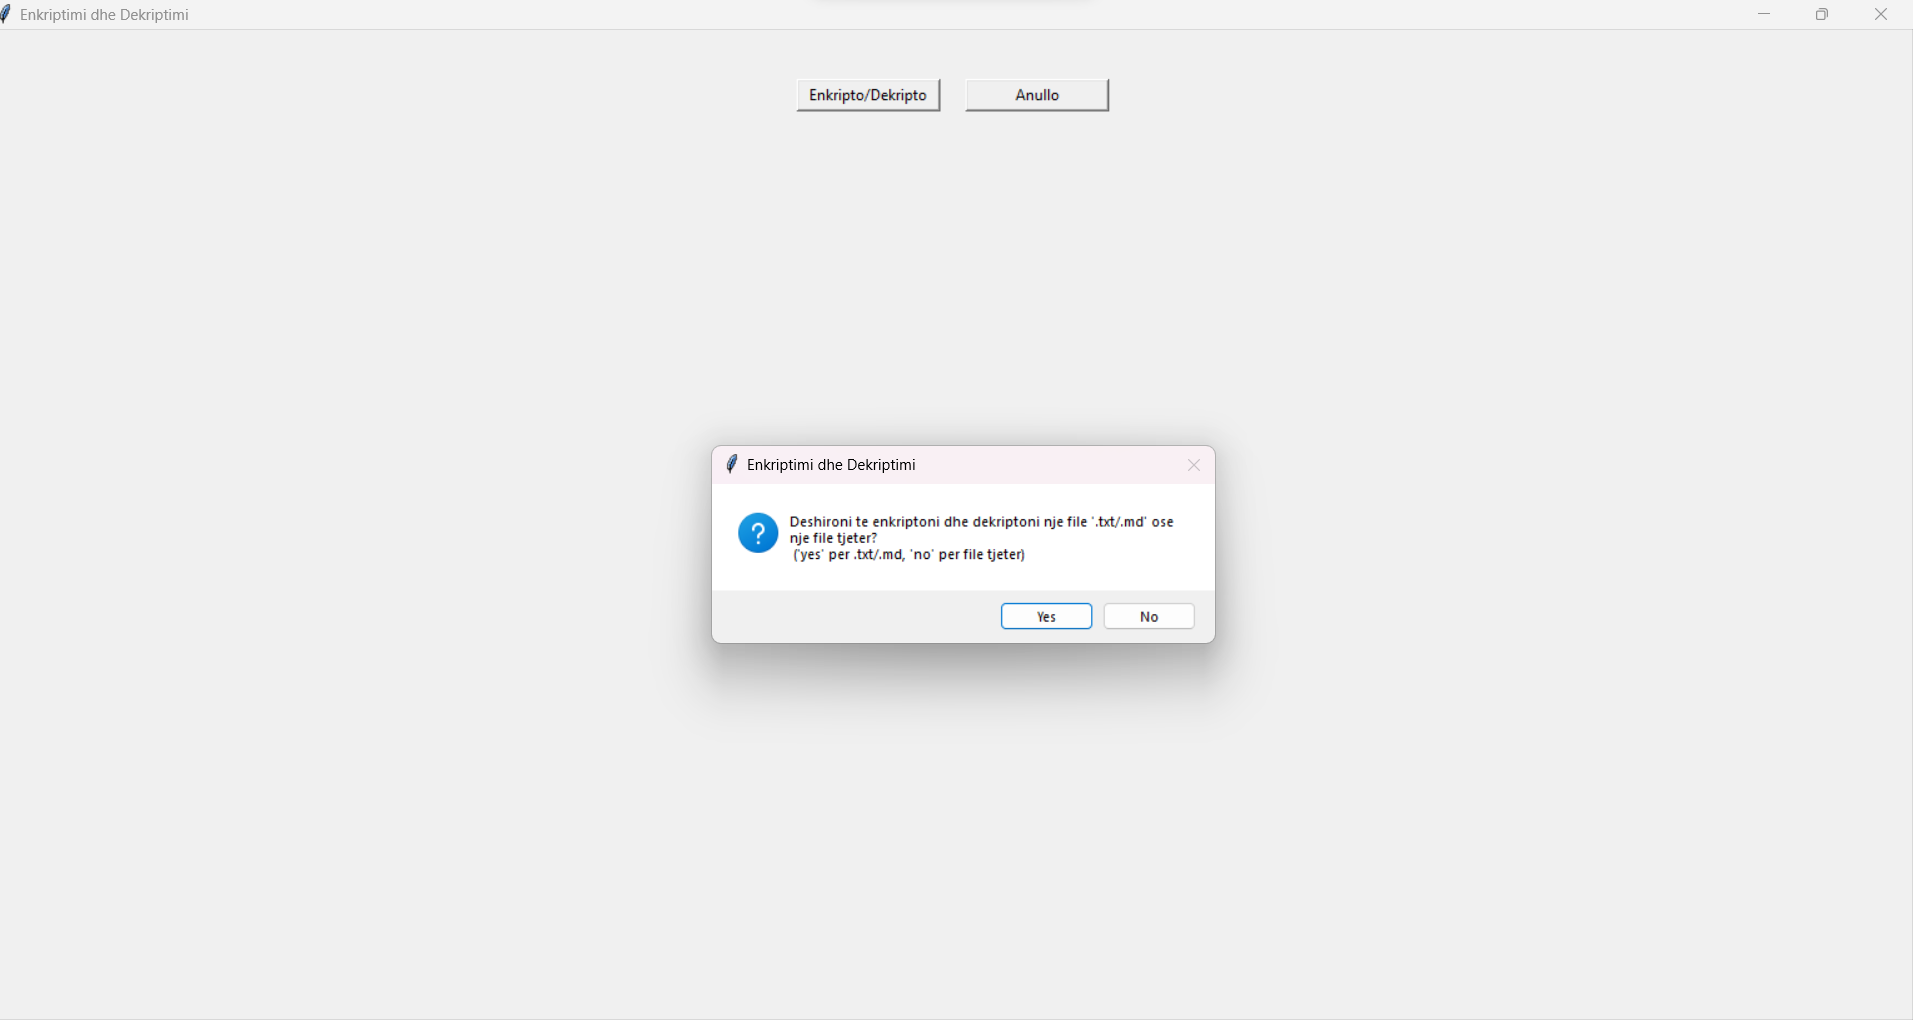 Enkriptimi dhe Dekriptimi
Enkripto/Dekripto
Anullo
Enkriptimi dhe Dekriptimi
Deshironi te enkriptoni dhe dekriptoni nje file '.txt/.md' ose
nje file tjeter?
('yes' per .txt/.md, 'no' per file tjeter)
Yes
No